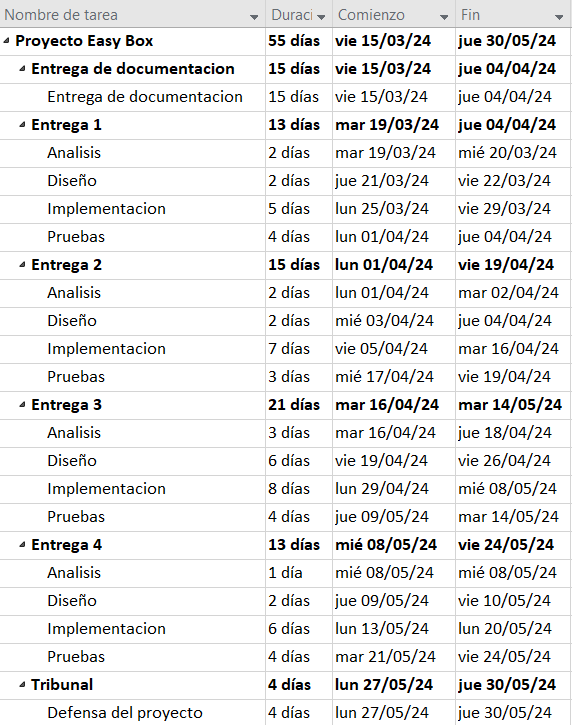 Nombre de tarea Duraci Comienzo Fin
Proyecto Easy Box 55 días vie 15/03/24 jue 30/05/24
Entrega de documentacion 15 días vie 15/03/24 jue 04/04/24
Entrega de documentacion 15 días vie 15/03/24 jue 04/04/24
Entrega 1 13 días mar 19/03/24 jue 04/04/24
Analisis 2 días mar 19/03/24 mié 20/03/24
Diseño 2 días jue 21/03/24 vie 22/03/24
Implementacion 5 días lun 25/03/24 vie 29/03/24
Pruebas 4 días lun 01/04/24 jue 04/04/24
Entrega 2 15 días lun 01/04/24 vie 19/04/24
Analisis 2 días lun 01/04/24 mar 02/04/24
Diseño 2 días mié 03/04/24 jue 04/04/24
Implementacion 7 días vie 05/04/24 mar 16/04/24
Pruebas 3 días mié 17/04/24 vie 19/04/24
Entrega 3 21 días mar 16/04/24 mar 14/05/24
Analisis 3 días mar 16/04/24 jue 18/04/24
Diseño 6 días vie 19/04/24 vie 26/04/24
Implementacion 8 días lun 29/04/24 mié 08/05/24
Pruebas 4 días jue 09/05/24 mar 14/05/24
Entrega 4 13 días mié 08/05/24 vie 24/05/24
Analisis 1 día mié 08/05/24 mié 08/05/24
Diseño 2 días jue 09/05/24 vie 10/05/24
Implementacion 6 días lun 13/05/24 lun 20/05/24
Pruebas 4 días mar 21/05/24 vie 24/05/24
Tribunal 4 días lun 27/05/24 jue 30/05/24
Defensa del proyecto 4 días lun 27/05/24 jue 30/05/24